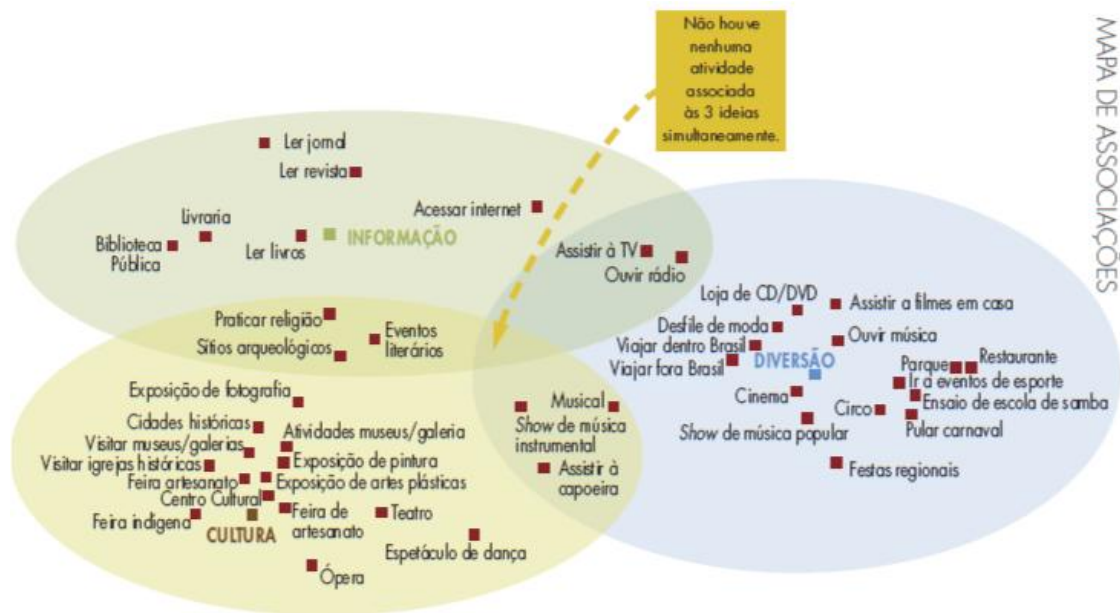 MAPA DE ASSOCIAÇÕES
Não houve
nenhuma
atividade
associada
às 3 ideias
simultaneamente.
Ler jornal
Ler revista
Acessar internet
Livraria
Biblioteca
Pública
Ler livros
INFORMAÇÃO
Assistir à TV
Ouvir rádio
Praticar religião
Eventos
literários
Sítios arqueológicos
Loja de CD/DVD
Assistir a filmes em casa
Desfile de moda
Ouvir música
Viajar dentro Brasil
Viajar fora Brasil
DIVERSÃO
Parque
Restaurante
Ir a eventos de esporte
Ensaio de escola de samba
Cinema
Circo
Pular carnaval
Show de música popular
Festas regionais
Musical
Show de música
instrumental
Assistir à
capoeira
Exposição de fotografia
Cidades históricas
Atividades museus/galeria
Visitar museus/galerias
Exposição de pintura
Visitar igrejas históricas
Feira artesanato
Exposição de artes plásticas
Centro Cultural
Feira indígena
CULTURA
Feira de
artesanato
Teatro
Espetáculo de dança
Ópera